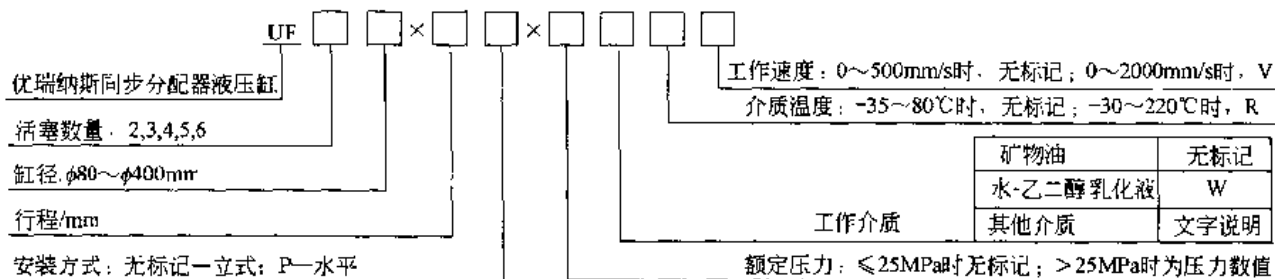 UF □ □ × □ □ × □ □ □ □
优瑞纳斯同步分配器液压缸
工作速度：0～500mm/s时，无标记；0～2000mm/s时，V
介质温度：-35～80℃时，无标记；-30～220℃时，R
活塞数量：2,3,4,5,6
缸径:φ80～φ400mm
矿物油 无标记
水-乙二醇乳化液 W
其他介质 文字说明
行程/mm
工作介质
安装方式：无标记—立式；P—水平
额定压力：≤25MPa时无标记；＞25MPa时为压力数值